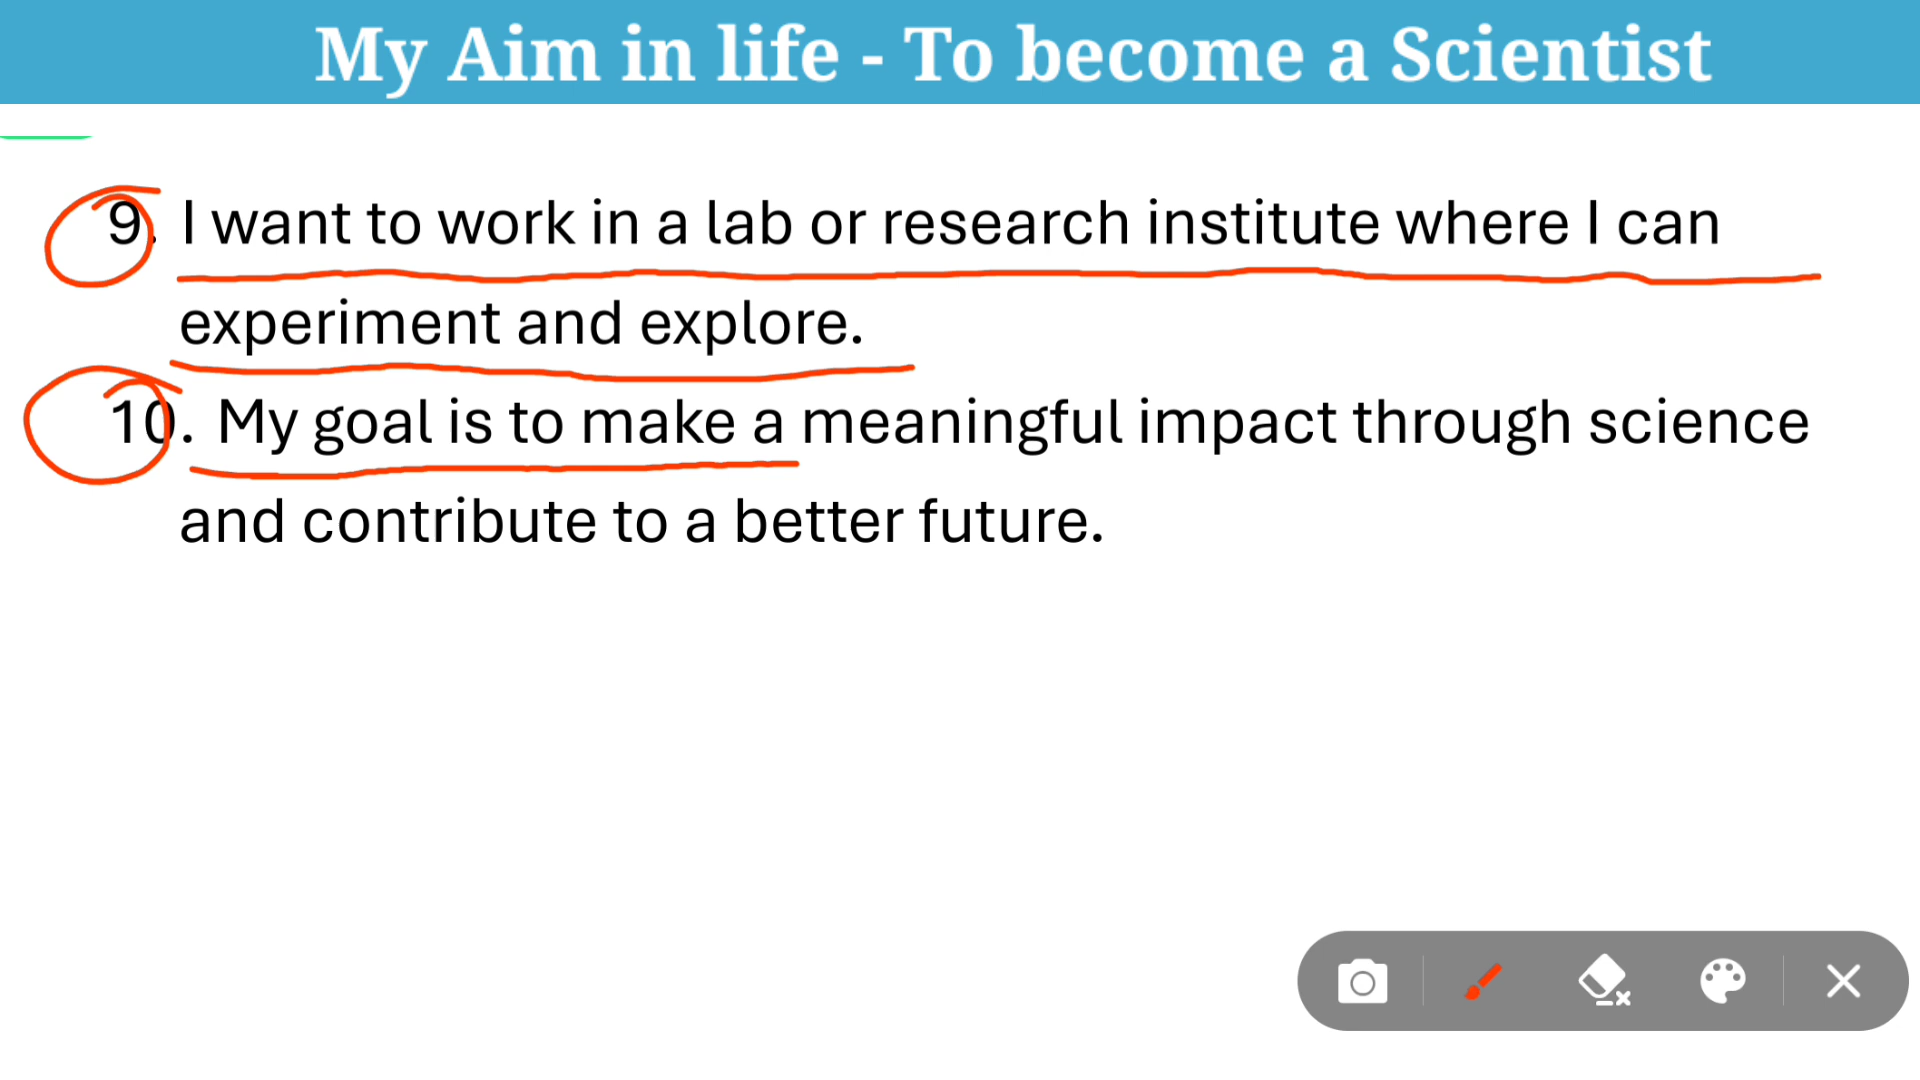 My Aim in life - To become a Scientist
9. I want to work in a lab or research institute where I can
experiment and explore.
10. My goal is to make a meaningful impact through science
and contribute to a better future.